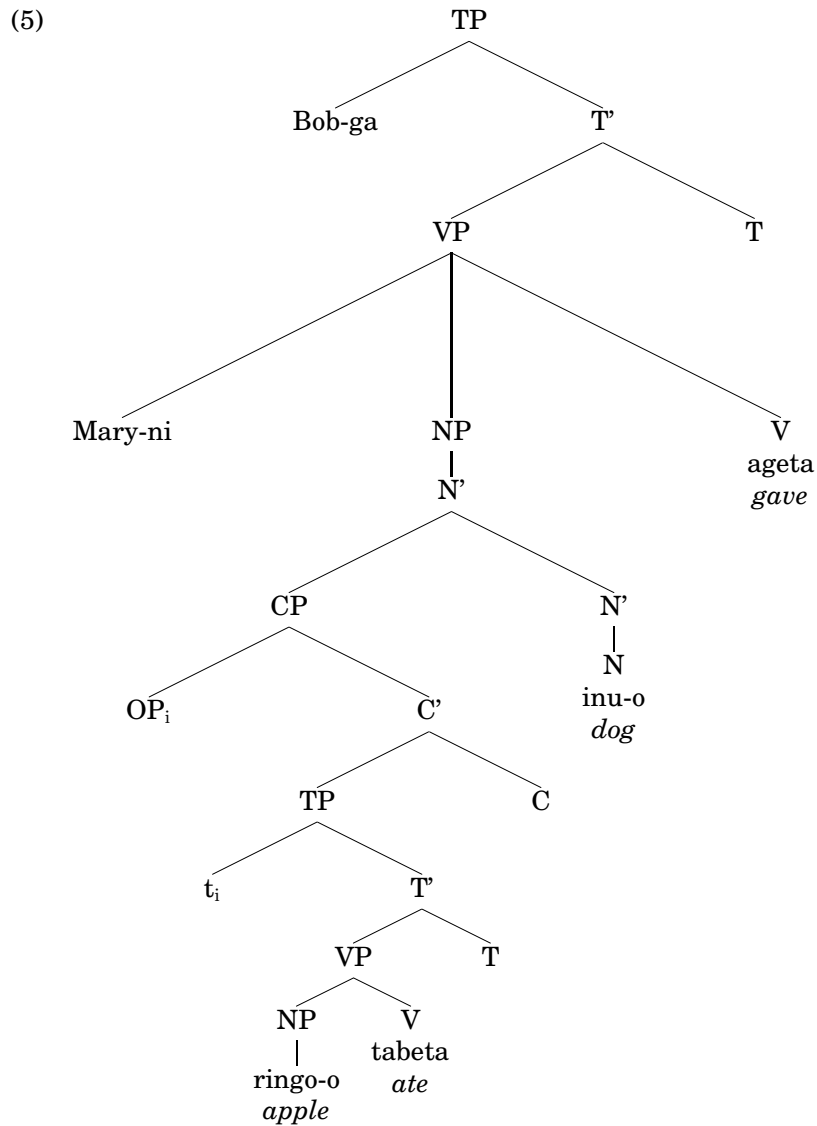 (5)
TP
Bob-ga T’
VP T
Mary-ni NP V
ageta
gave
N’
CP N’
N
OPi C’ inu-o
dog
TP C
ti T’
VP T
NP V
tabeta
ringo-o ate
apple